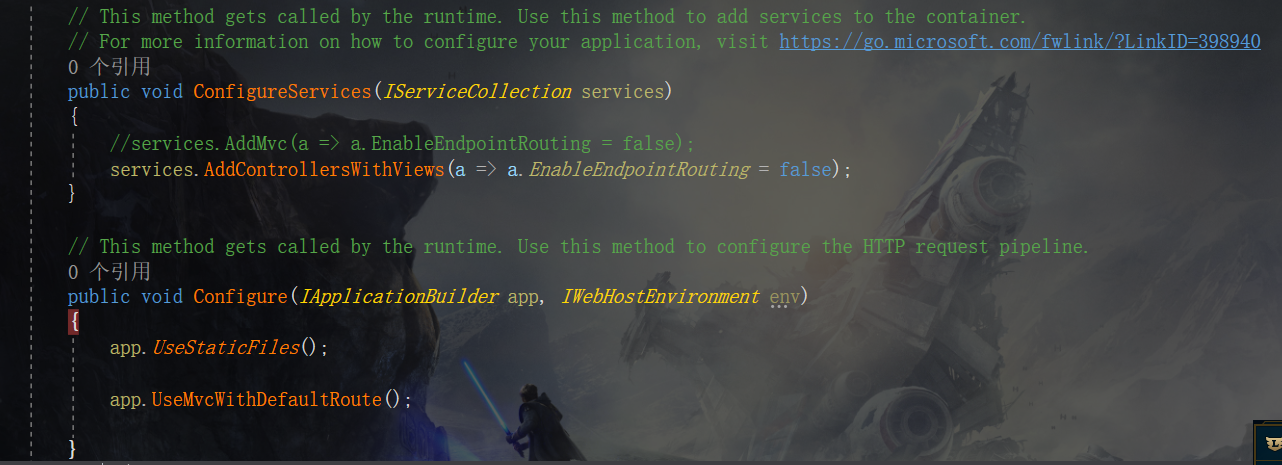 // This method gets called by the runtime. Use this method to add services to the container.
// For more information on how to configure your application, visit https://go.microsoft.com/fwlink/?LinkID=398940
0 个引用
public void ConfigureServices(IServiceCollection services)
{
//services.AddMvc(a => a.EnableEndpointRouting = false);
services.AddControllersWithViews(a => a.EnableEndpointRouting = false);
}
// This method gets called by the runtime. Use this method to configure the HTTP request pipeline.
0 个引用
public void Configure(IApplicationBuilder app, IWebHostEnvironment env)
{
app.UseStaticFiles();
app.UseMvcWithDefaultRoute();
}